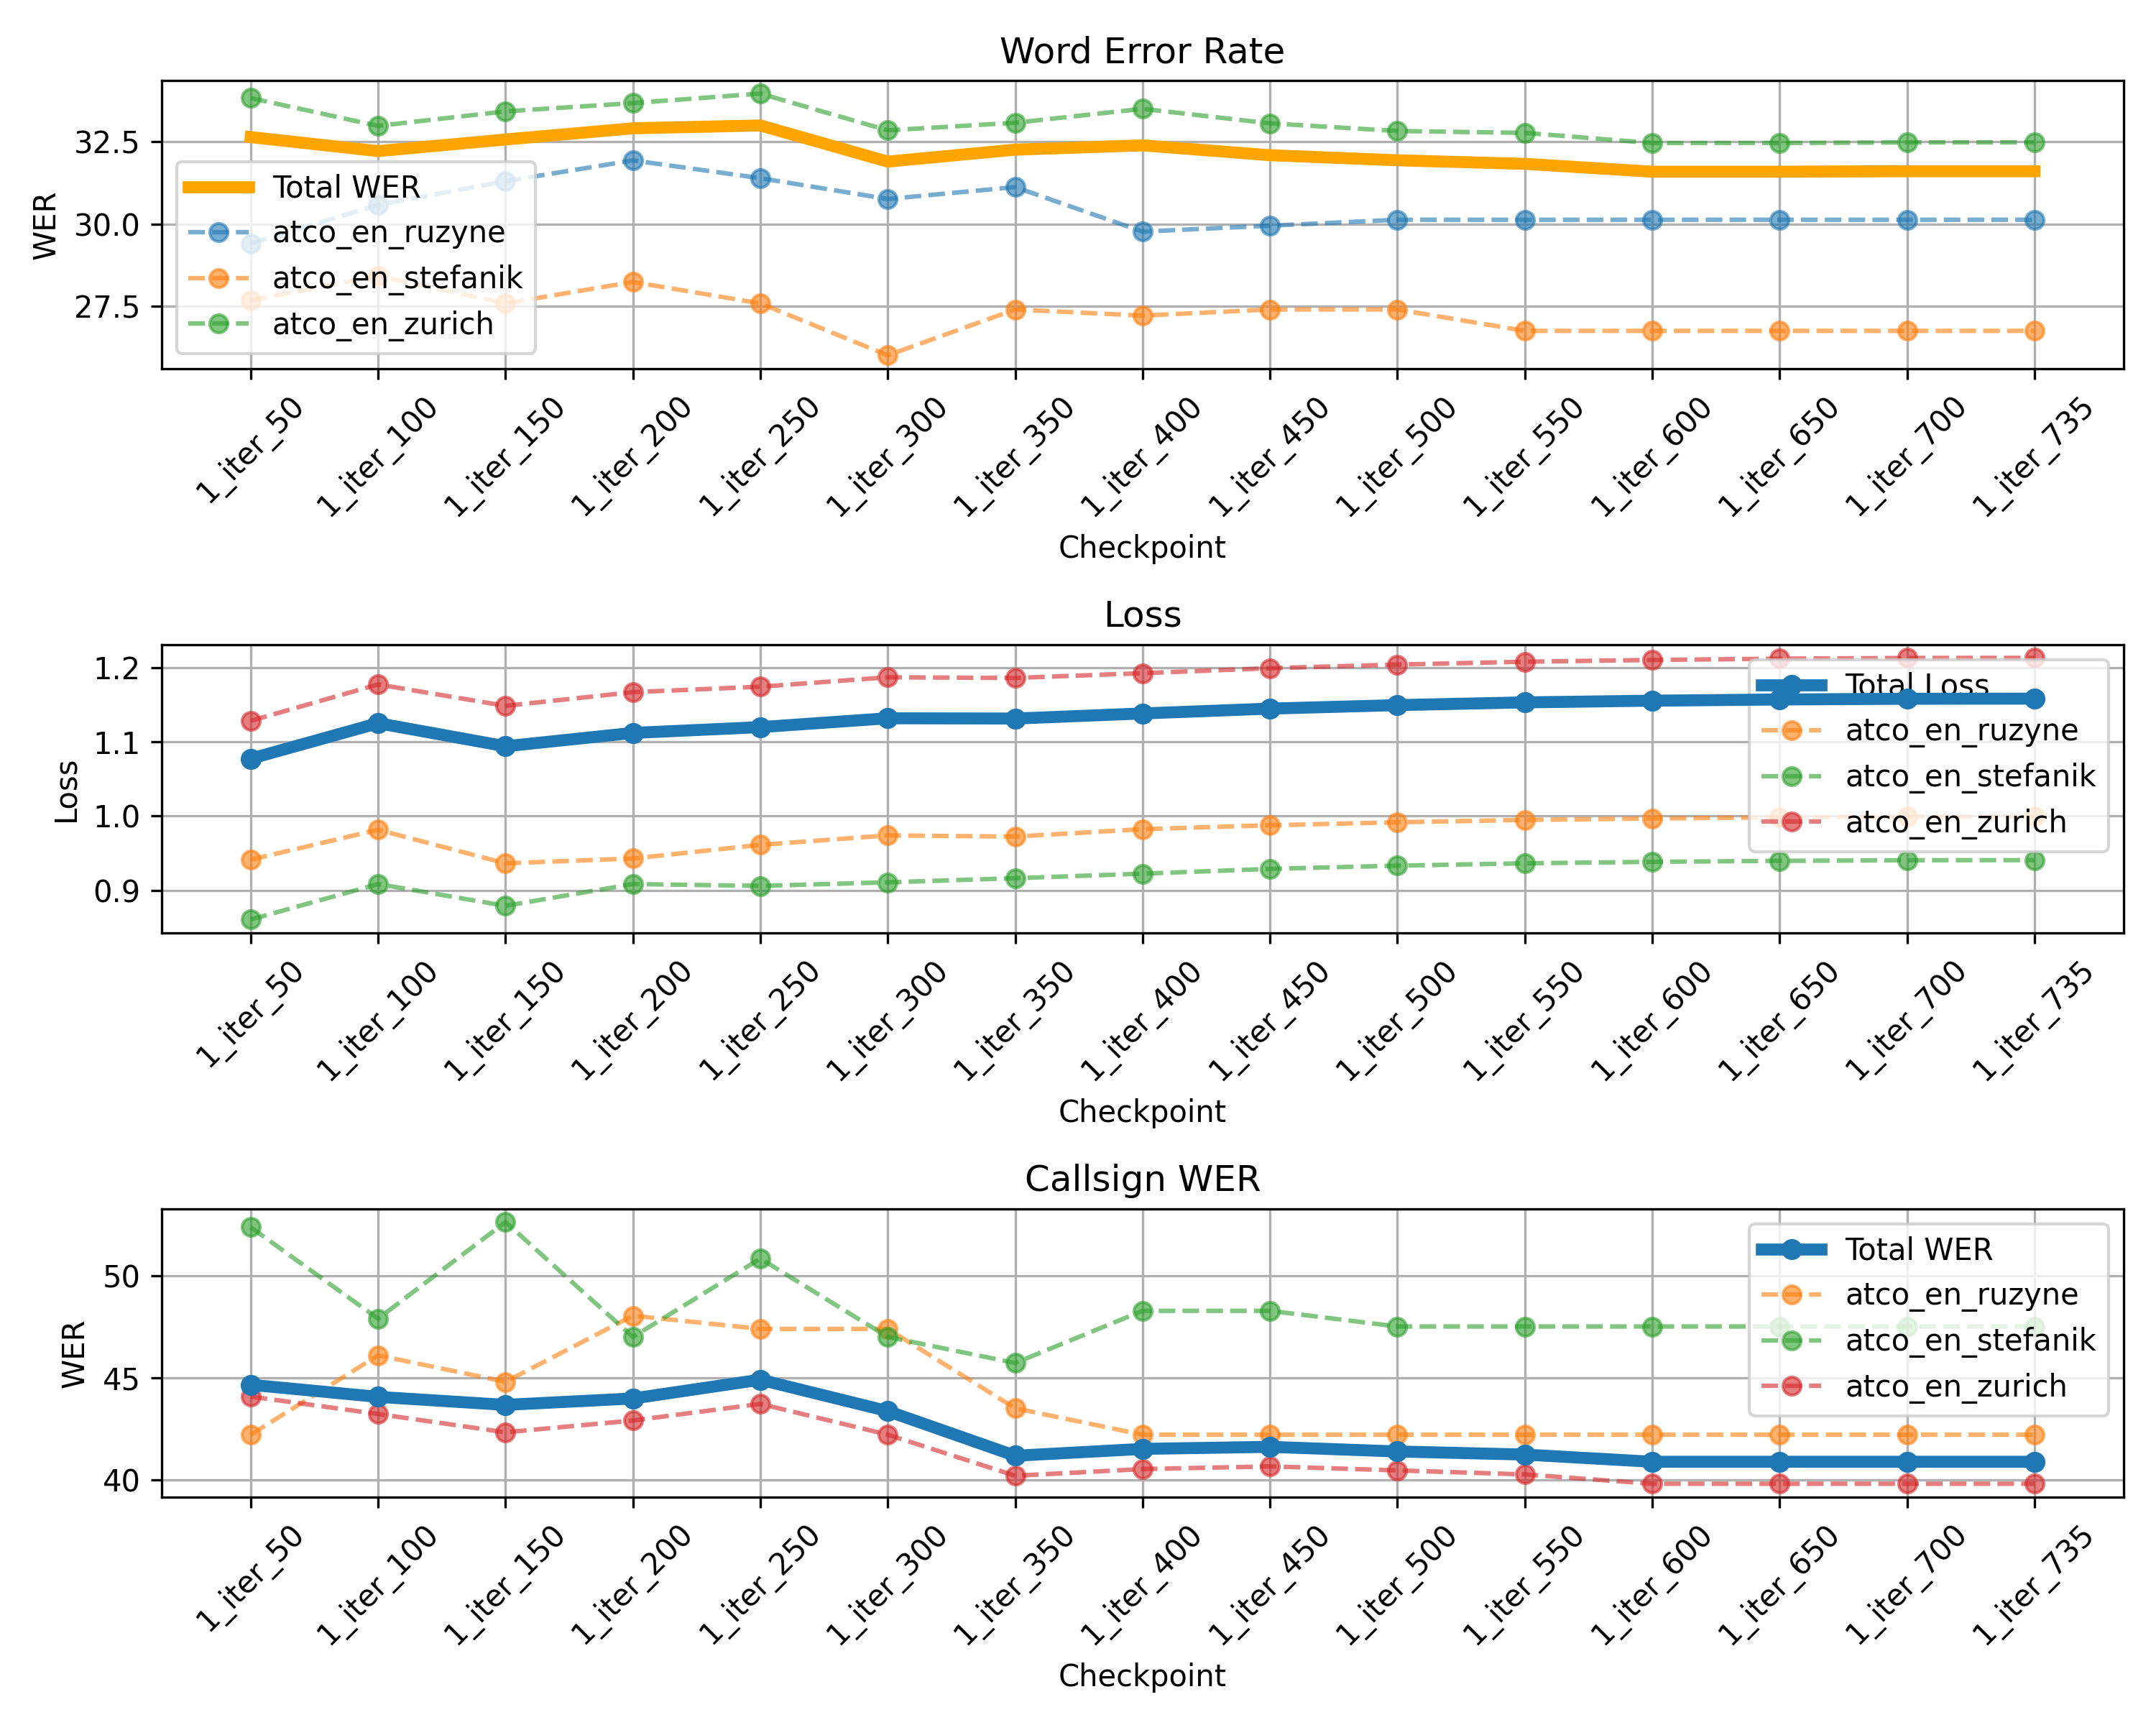 Word Error Rate
WER
32.5
30.0
27.5
Total WER
atco_en_ruzyne
atco_en_stefanik
atco_en_zurich
1_iter_50
1_iter_100
1_iter_150
1_iter_200
1_iter_250
1_iter_300
1_iter_350
1_iter_400
1_iter_450
1_iter_500
1_iter_550
1_iter_600
1_iter_650
1_iter_700
1_iter_735
Checkpoint
Loss
Loss
1.2
1.1
1.0
0.9
Total Loss
atco_en_ruzyne
atco_en_stefanik
atco_en_zurich
1_iter_50
1_iter_100
1_iter_150
1_iter_200
1_iter_250
1_iter_300
1_iter_350
1_iter_400
1_iter_450
1_iter_500
1_iter_550
1_iter_600
1_iter_650
1_iter_700
1_iter_735
Checkpoint
Callsign WER
WER
50
45
40
Total WER
atco_en_ruzyne
atco_en_stefanik
atco_en_zurich
1_iter_50
1_iter_100
1_iter_150
1_iter_200
1_iter_250
1_iter_300
1_iter_350
1_iter_400
1_iter_450
1_iter_500
1_iter_550
1_iter_600
1_iter_650
1_iter_700
1_iter_735
Checkpoint